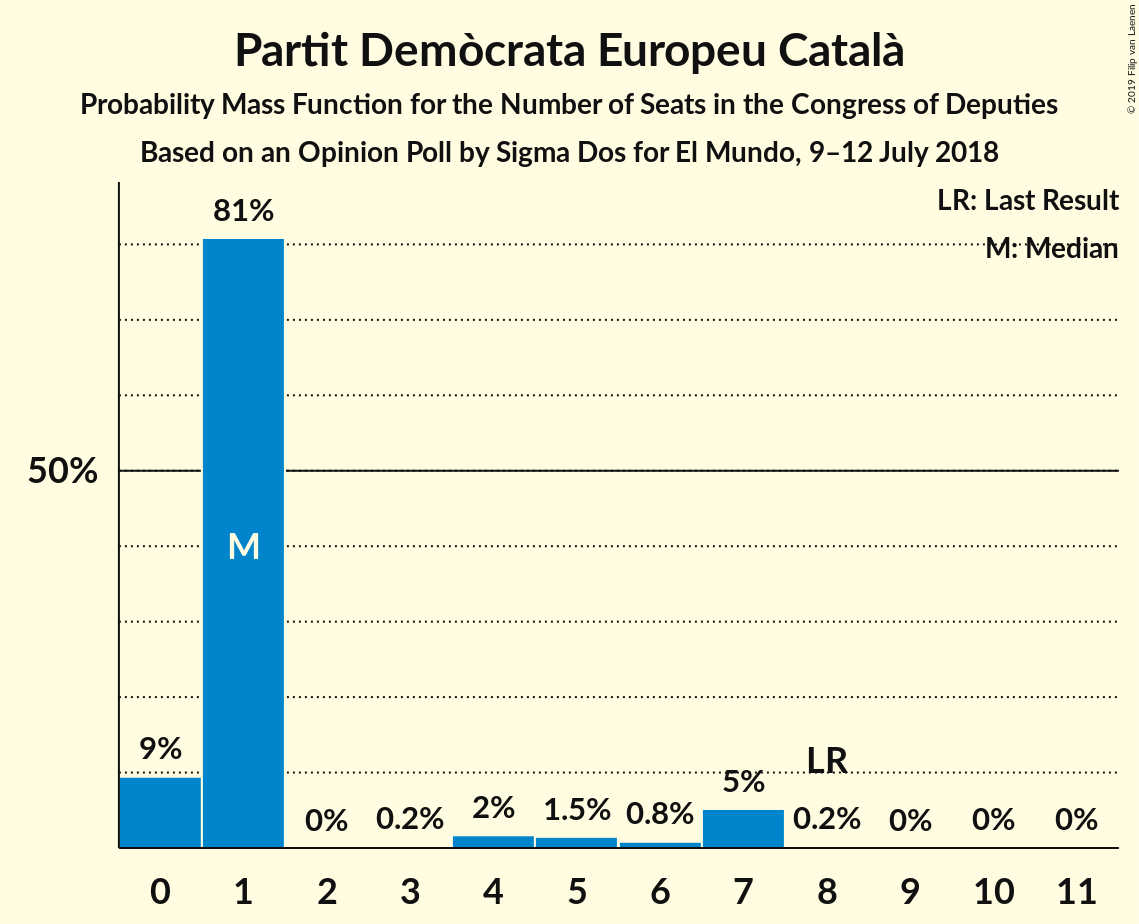 Partit Demòcrata Europeu Català
Probability Mass Function for the Number of Seats in the Congress of Deputies
Based on an Opinion Poll by Sigma Dos for El Mundo, 9–12 July 2018
© 2019 Filip van Laenen
LR: Last Result
M: Median
50%
9%
81%
M
0%
0.2%
2%
1.5%
0.8%
5%
LR
0.2%
0%
0%
0%
0 1 2 3 4 5 6 7 8 9 10 11